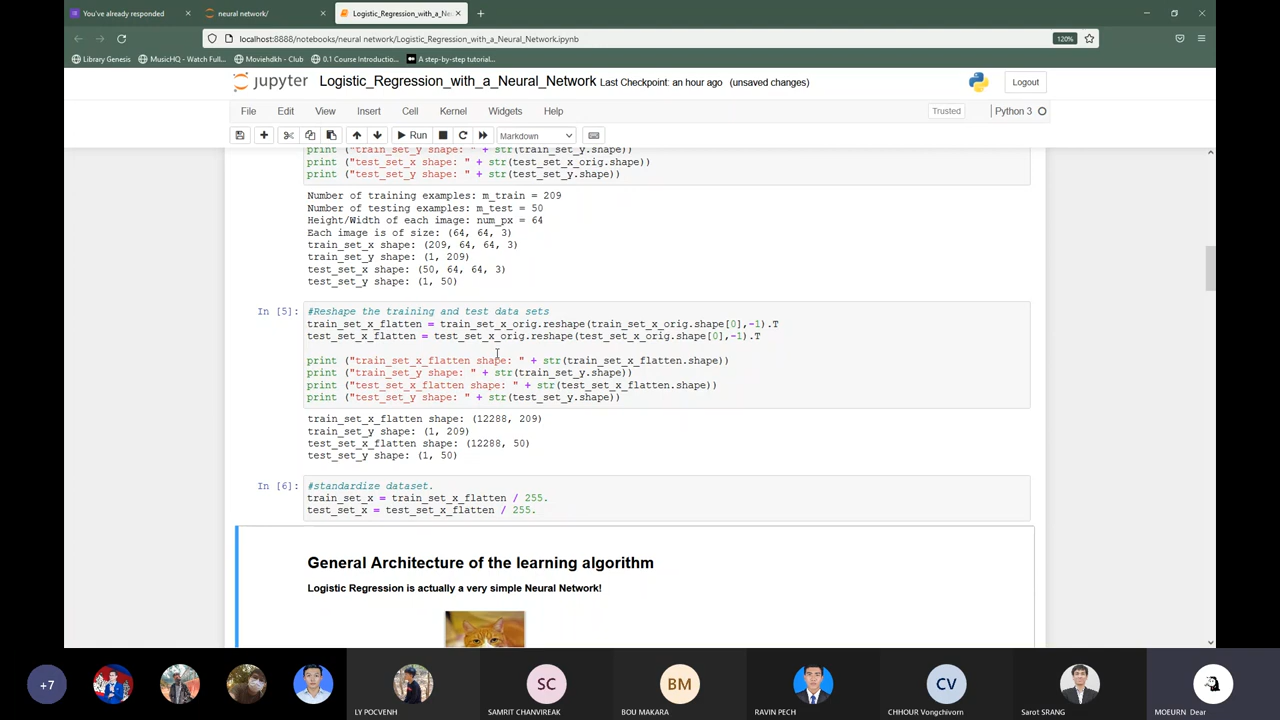 You've already respondedd
neural network/
Logistic_Regression_with_a_Ne
localhost:8888/notebooks/neural network/Logistic_Regression_with_a_Neural_Network.ipynb
120%
Library Genesis
MusicHQ - Watch Full...
Moviehdkh - Club
0.1 Course Introductio...
A step-by-step tutorial...
jupyter
Logistic_Regression_with_a_Neural_Network Last Checkpoint: an hour ago (unsaved changes)
Logout
File Edit View Insert Cell Kernel Widgets Help
Trusted
Python 3
Run
Markdown
print ("train_set_y shape: " + str(train_set_y.shape))
print ("test_set_x shape: " + str(test_set_x_orig.shape))
print ("test_set_y shape: " + str(test_set_y.shape))
Number of training examples: m_train = 209
Number of testing examples: m_test = 50
Height/Width of each image: num_px = 64
Each image is of size: (64, 64, 3)
train_set_x shape: (209, 64, 64, 3)
train_set_y shape: (1, 209)
test_set_x shape: (50, 64, 64, 3)
test_set_y shape: (1, 50)
In [5]:
#Reshape the training and test data sets
train_set_x_flatten = train_set_x_orig.reshape(train_set_x_orig.shape[0],-1).T
test_set_x_flatten = test_set_x_orig.reshape(test_set_x_orig.shape[0],-1).T
print ("train_set_x_flatten shape: " + str(train_set_x_flatten.shape))
print ("train_set_y shape: " + str(train_set_y.shape))
print ("test_set_x_flatten shape: " + str(test_set_x_flatten.shape))
print ("test_set_y shape: " + str(test_set_y.shape))
train_set_x_flatten shape: (12288, 209)
train_set_y shape: (1, 209)
test_set_x_flatten shape: (12288, 50)
test_set_y shape: (1, 50)
In [6]:
#standardize dataset.
train_set_x = train_set_x_flatten / 255.
test_set_x = test_set_x_flatten / 255.
General Architecture of the learning algorithm
Logistic Regression is actually a very simple Neural Network!
+7
SC
BM
CV
LY POCVENH
SAMRIT CHANVIREAK
BOU MAKARA
RAVIN PECH
CHHOUR Vongchivorn
Sarot SRANG
MOEURN Dear